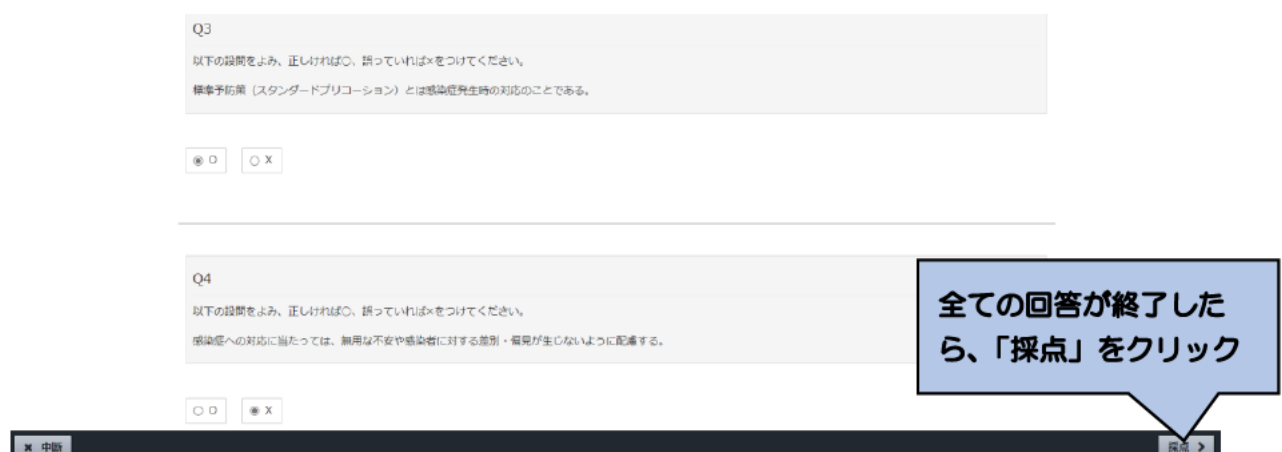 Q3
以下の設問をよみ、正しければ○、誤っていれば×をつけてください。
標準予防策（スタンダードプリコーション）とは感染症発生時の対応のことである。
○ X
Q4
以下の設問をよみ、正しければ○、誤っていれば×をつけてください。
感染症への対応に当たっては、無用な不安や感染者に対する差別・偏見が生じないように配慮する。
○ X
全ての回答が終了した
ら、「採点」をクリック
× 中断
採点 >